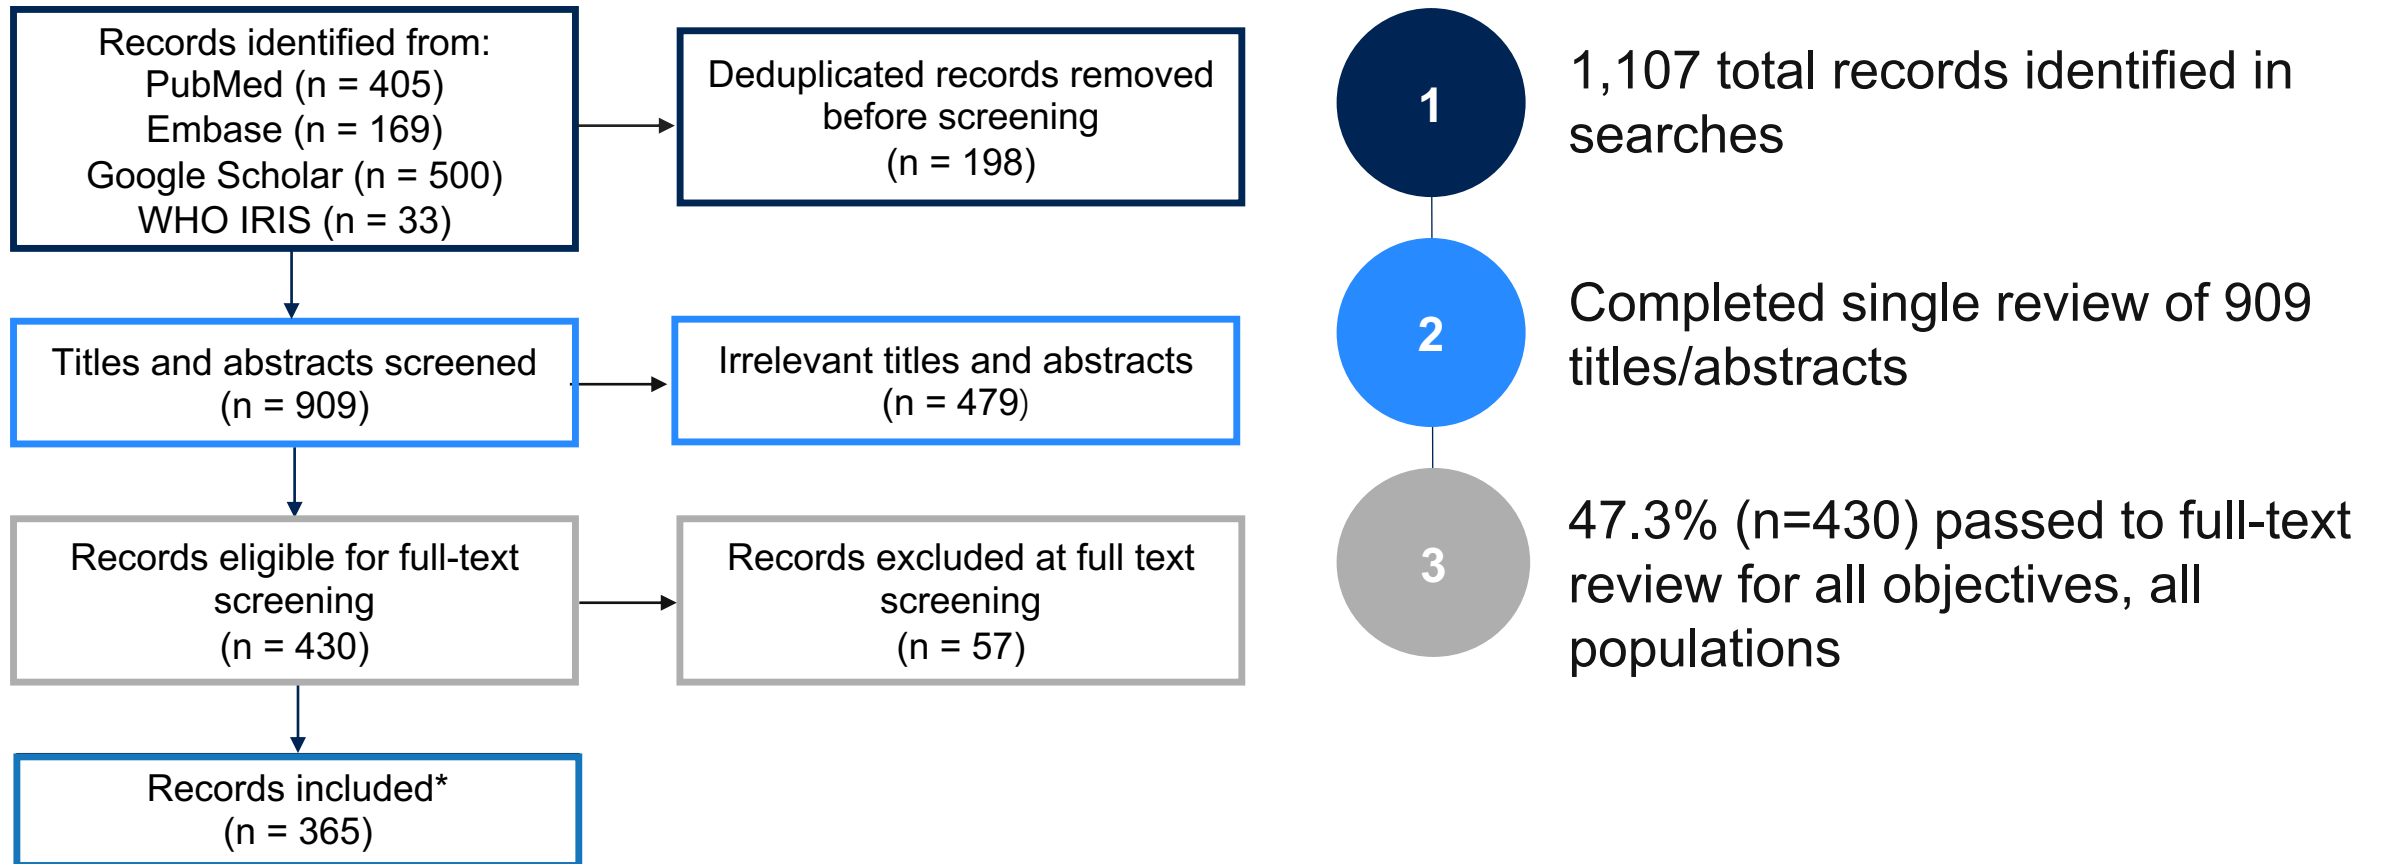 Records identified from:
PubMed (n = 405)
Embase (n = 169)
Google Scholar (n = 500)
WHO IRIS (n = 33)
Deduplicated records removed
before screening
(n = 198)
Titles and abstracts screened
(n = 909)
Irrelevant titles and abstracts
(n = 479)
Records eligible for full-text
screening
(n = 430)
Records excluded at full text
screening
(n = 57)
Records included*
(n = 365)
1
1,107 total records identified in
searches
2
Completed single review of 909
titles/abstracts
3
47.3% (n=430) passed to full-text
review for all objectives, all
populations